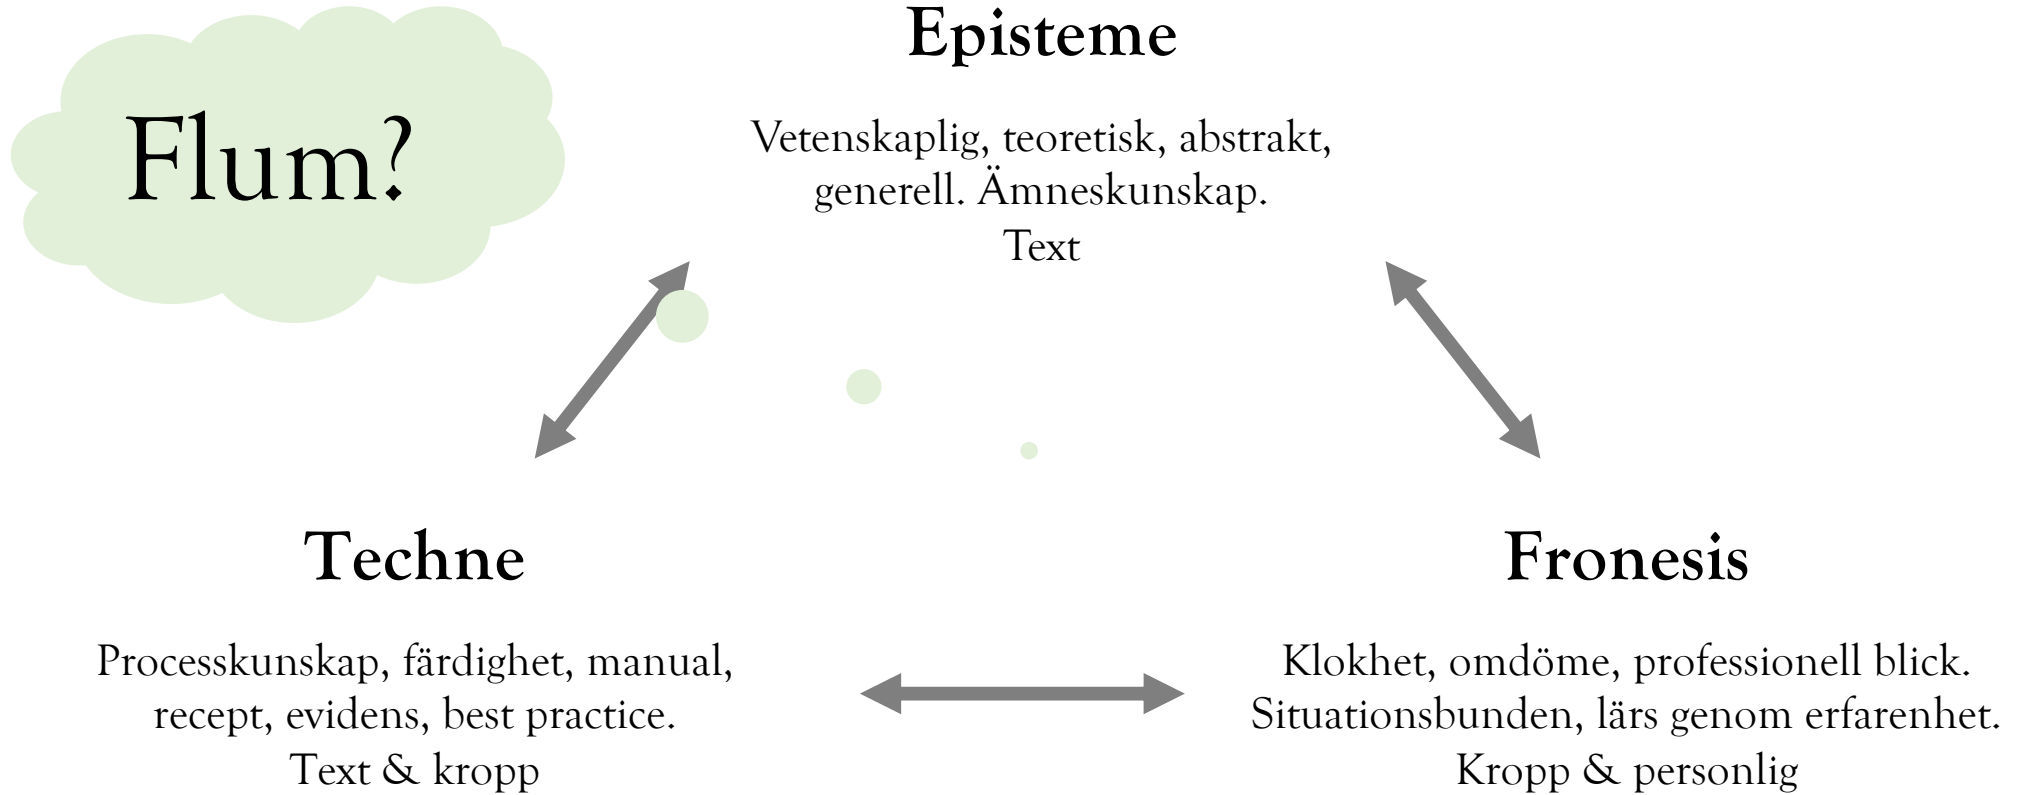 Flum?
Episteme
Vetenskaplig, teoretisk, abstrakt,
generell. Ämneskunskap.
Text
Techne
Processkunskap, färdighet, manual,
recept, evidens, best practice.
Text & kropp
Fronesis
Klokhet, omdöme, professionell blick.
Situationsbunden, lärs genom erfarenhet.
Kropp & personlig